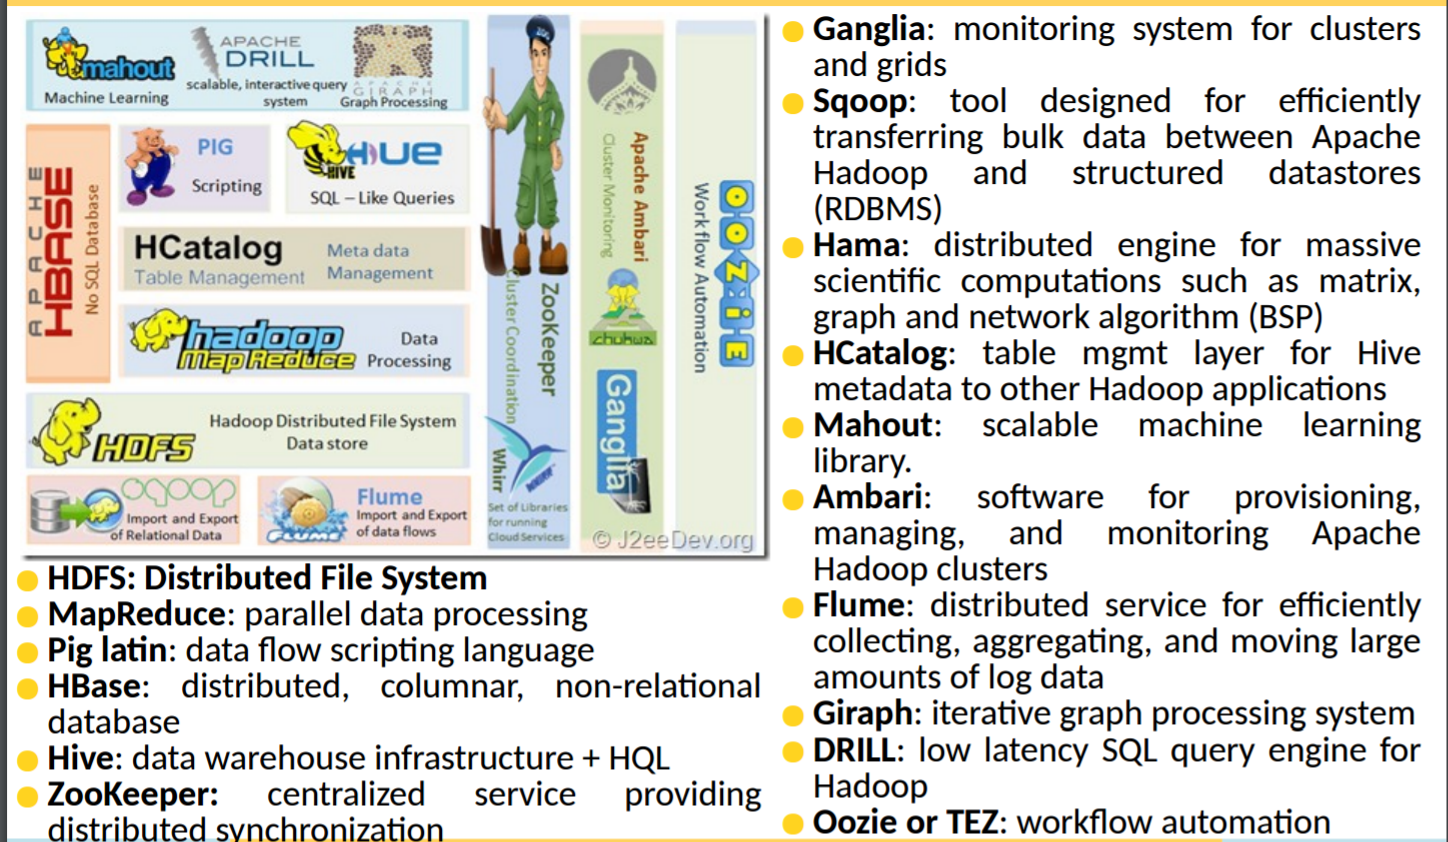 mahout
Machine Learning
APACHE
DRILL
scalable, interactive query
system
APACHE
GIRAPH
Graph Processing
APACHE
HBASE
No SQL Database
PIG
Scripting
HIVE
HUE
SQL – Like Queries
HCatalog
Table Management
Meta data
Management
hadoop
Map Reduce
Data
Processing
HDFS
Hadoop Distributed File System
Data store
sqoop
Import and Export
of Relational Data
FLUME
Flume
Import and Export
of data flows
ZooKeeper
Cluster Coordination
Whirr
Set of Libraries
for running
Cloud Services
Apache Ambari
Cluster Monitoring
chukwa
Ganglia
OOZiE
Work flow Automation
© J2eeDev.org
HDFS: Distributed File System
MapReduce: parallel data processing
Pig latin: data flow scripting language
HBase: distributed, columnar, non-relational
database
Hive: data warehouse infrastructure + HQL
ZooKeeper: centralized service providing
distributed synchronization
Ganglia: monitoring system for clusters
and grids
Sqoop: tool designed for efficiently
transferring bulk data between Apache
Hadoop and structured datastores
(RDBMS)
Hama: distributed engine for massive
scientific computations such as matrix,
graph and network algorithm (BSP)
HCatalog: table mgmt layer for Hive
metadata to other Hadoop applications
Mahout: scalable machine learning
library.
Ambari: software for provisioning,
managing, and monitoring Apache
Hadoop clusters
Flume: distributed service for efficiently
collecting, aggregating, and moving large
amounts of log data
Giraph: iterative graph processing system
DRILL: low latency SQL query engine for
Hadoop
Oozie or TEZ: workflow automation